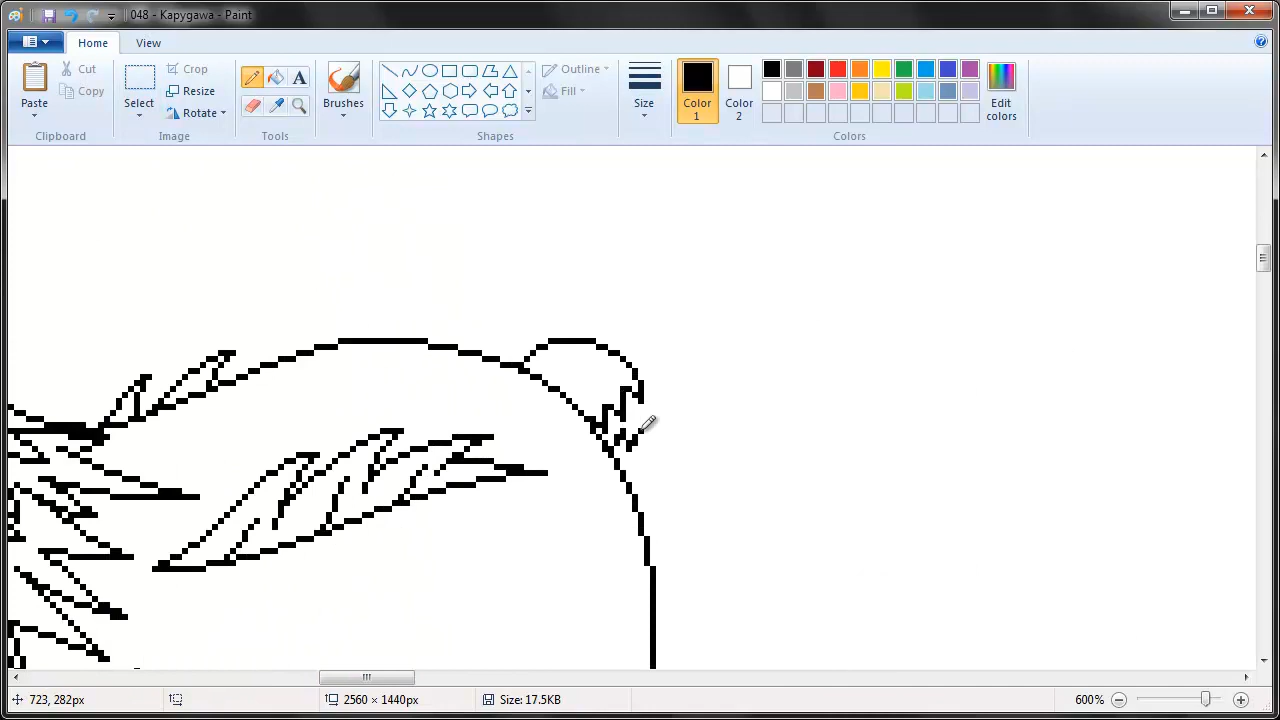 048 - Kapygawa - Paint
Home
View
Paste
Cut
Copy
Clipboard
Select
Crop
Resize
Rotate
Image
A
Tools
Brushes
Shapes
Outline
Fill
Size
Color
1
Color
2
Edit
colors
Colors
723, 282px
2560 × 1440px
Size: 17.5KB
600%